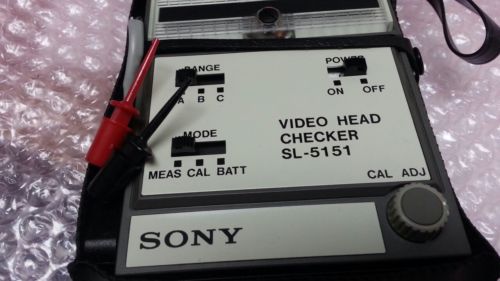 RANGE
A B C
POWER
ON OFF
MODE
MEAS CAL BATT
VIDEO HEAD
CHECKER
SL-5151
CAL ADJ
SONY